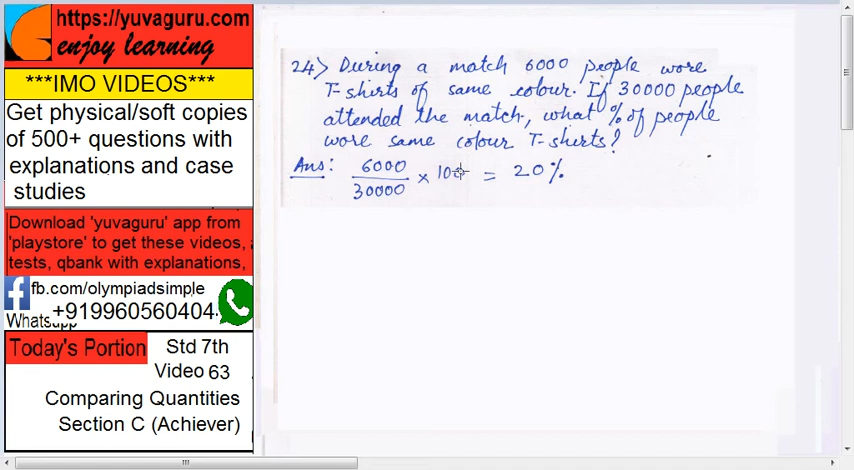 https://yuvaguru.com
enjoy learning
***IMO VIDEOS***
Get physical/soft copies
of 500+ questions with
explanations and case
studies
Download 'yuvaguru' app from
'playstore' to get these videos,
tests, qbank with explanations,
fb.com/olympiadsimple
+919960560404
Whatsapp
Today's Portion
Std 7th
Video 63
Comparing Quantities
Section C (Achiever)
24> During a match 6000 people wore
T-shirts of same colour. If 30000 people
attended the match, what % of people
wore same colour T-shirts?
Ans: 6000
30000 × 100 = 20%